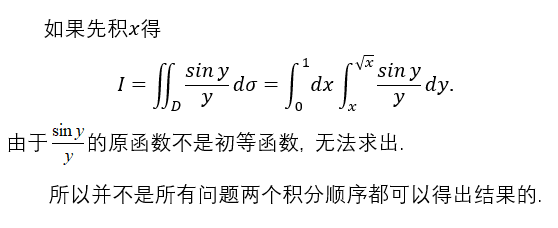 如果先积x得
I = ∬_D (sin y)/y dσ = ∫_0^1 dx ∫_x^{√x} (sin y)/y dy.
由于 (sin y)/y 的原函数不是初等函数, 无法求出.
所以并不是所有问题两个积分顺序都可以得出结果的.